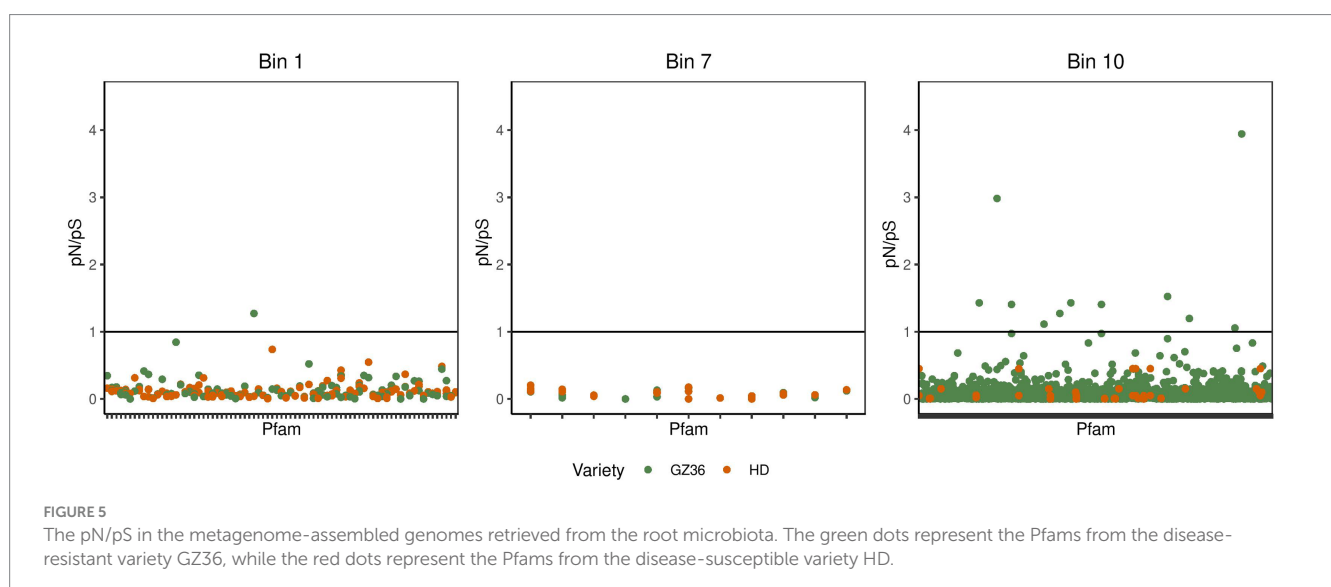 Bin 1
Bin 7
Bin 10
pN/pS
4
3
2
1
0
Pfam
pN/pS
4
3
2
1
0
Pfam
pN/pS
4
3
2
1
0
Pfam
Variety GZ36 HD
FIGURE 5
The pN/pS in the metagenome-assembled genomes retrieved from the root microbiota. The green dots represent the Pfams from the disease-
resistant variety GZ36, while the red dots represent the Pfams from the disease-susceptible variety HD.